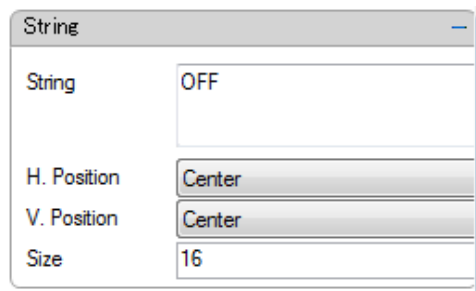 String
String OFF
H. Position Center
V. Position Center
Size 16